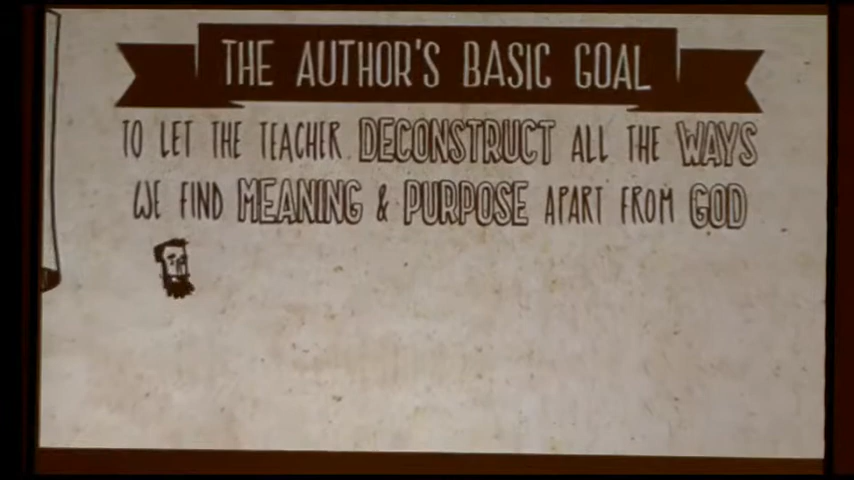 THE AUTHOR'S BASIC GOAL
TO LET THE TEACHER DECONSTRUCT ALL THE WAYS
WE FIND MEANING & PURPOSE APART FROM GOD